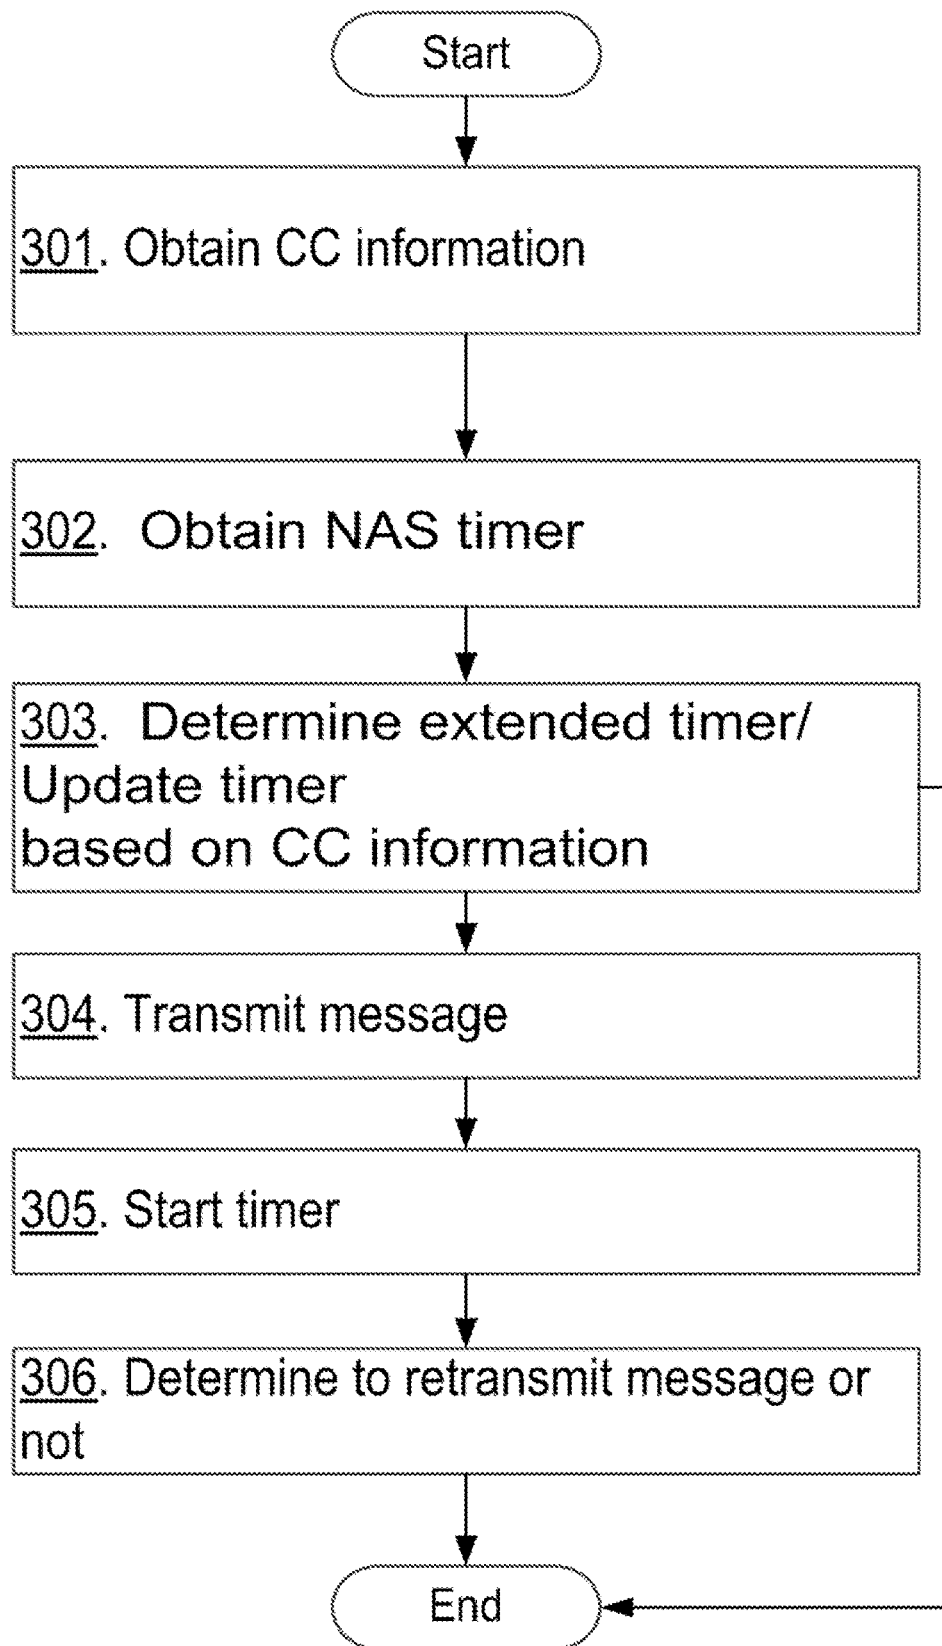 Start
301. Obtain CC information
302. Obtain NAS timer
303. Determine extended timer/
Update timer
based on CC information
304. Transmit message
305. Start timer
306. Determine to retransmit message or
not
End